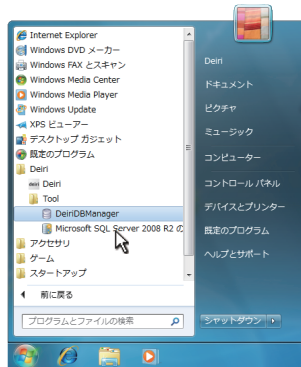 Internet Explorer
Windows DVD メーカー
Windows FAX とスキャン
Windows Media Center
Windows Media Player
Windows Update
XPS ビューアー
デスクトップ ガジェット
既定のプログラム
Deiri
Deiri
Tool
DeiriDBManager
Microsoft SQL Server 2008 R2 の
アクセサリ
ゲーム
スタートアップ
前に戻る
プログラムとファイルの検索
Deiri
ドキュメント
ピクチャ
ミュージック
コンピューター
コントロール パネル
デバイスとプリンター
既定のプログラム
ヘルプとサポート
シャットダウン